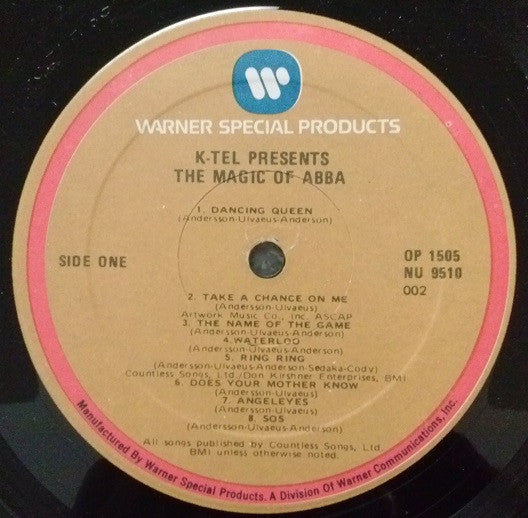 WARNER SPECIAL PRODUCTS
K-TEL PRESENTS
THE MAGIC OF ABBA
1. DANCING QUEEN
(Andersson-Ulvaeus-Anderson)
SIDE ONE
OP 1505
NU 9510
002
2. TAKE A CHANCE ON ME
(Andersson-Ulvaeus)
Artwork Music Co., Inc. ASCAP
3. THE NAME OF THE GAME
(Andersson-Ulvaeus-Anderson)
4. WATERLOO
(Andersson-Ulvaeus-Anderson)
5. RING RING
(Andersson-Ulvaeus-Anderson-Sedaka-Cody)
Countless Songs, Ltd./Don Kirshner Enterprises, BMI
6. DOES YOUR MOTHER KNOW
(Andersson-Ulvaeus)
7. ANGELEYES
(Andersson-Ulvaeus)
8. SOS
(Andersson-Ulvaeus-Anderson)
All songs published by Countless Songs, Ltd.
BMI unless otherwise noted.
Manufactured By Warner Special Products. A Division Of Warner Communications, Inc.